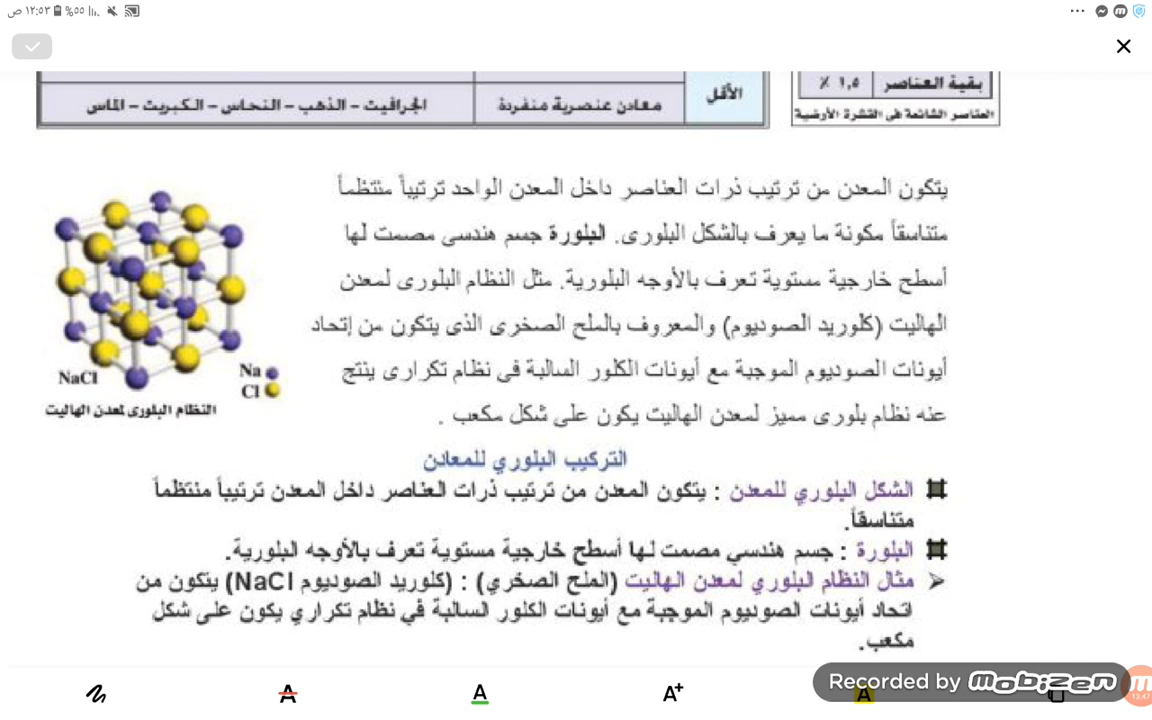 ١٢:٥٣ ص
٥٥%
بقية العناصر
١,٥ ٪
العناصر الشائعة فى القشرة الأرضية
الأقل
معادن عنصرية منفردة
الجرافيت – الذهب – النحاس – الكبريت – الماس
يتكون المعدن من ترتيب ذرات العناصر داخل المعدن الواحد ترتيباً منتظماً
متناسقاً مكونة ما يعرف بالشكل البلورى. البلورة جسم هندسى مصمت لها
أسطح خارجية مستوية تعرف بالأوجه البلورية. مثل النظام البلورى لمعدن
الهاليت (كلوريد الصوديوم) والمعروف بالملح الصخرى الذى يتكون من إتحاد
أيونات الصوديوم الموجبة مع أيونات الكلور السالبة فى نظام تكرارى ينتج
عنه نظام بلورى مميز لمعدن الهاليت يكون على شكل مكعب .
NaCl
Na
Cl
النظام البلورى لمعدن الهاليت
التركيب البلوري للمعادن
الشكل البلوري للمعدن : يتكون المعدن من ترتيب ذرات العناصر داخل المعدن ترتيباً منتظماً
متناسقاً.
البلورة : جسم هندسي مصمت لها أسطح خارجية مستوية تعرف بالأوجه البلورية.
مثال النظام البلوري لمعدن الهاليت (الملح الصخري) : (كلوريد الصوديوم NaCl) يتكون من
اتحاد أيونات الصوديوم الموجبة مع أيونات الكلور السالبة في نظام تكراري يكون على شكل
مكعب.
A A A+ A
Recorded by mobizen
12:47